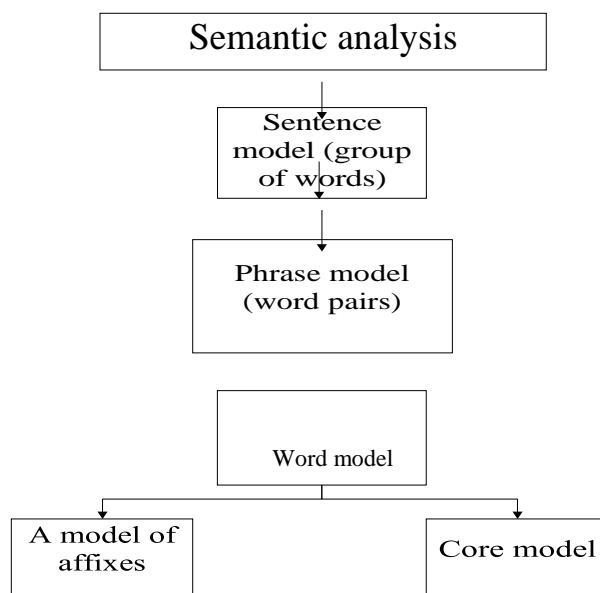 Semantic analysis
Sentence
model (group
of words)
Phrase model
(word pairs)
Word model
A model of
affixes
Core model